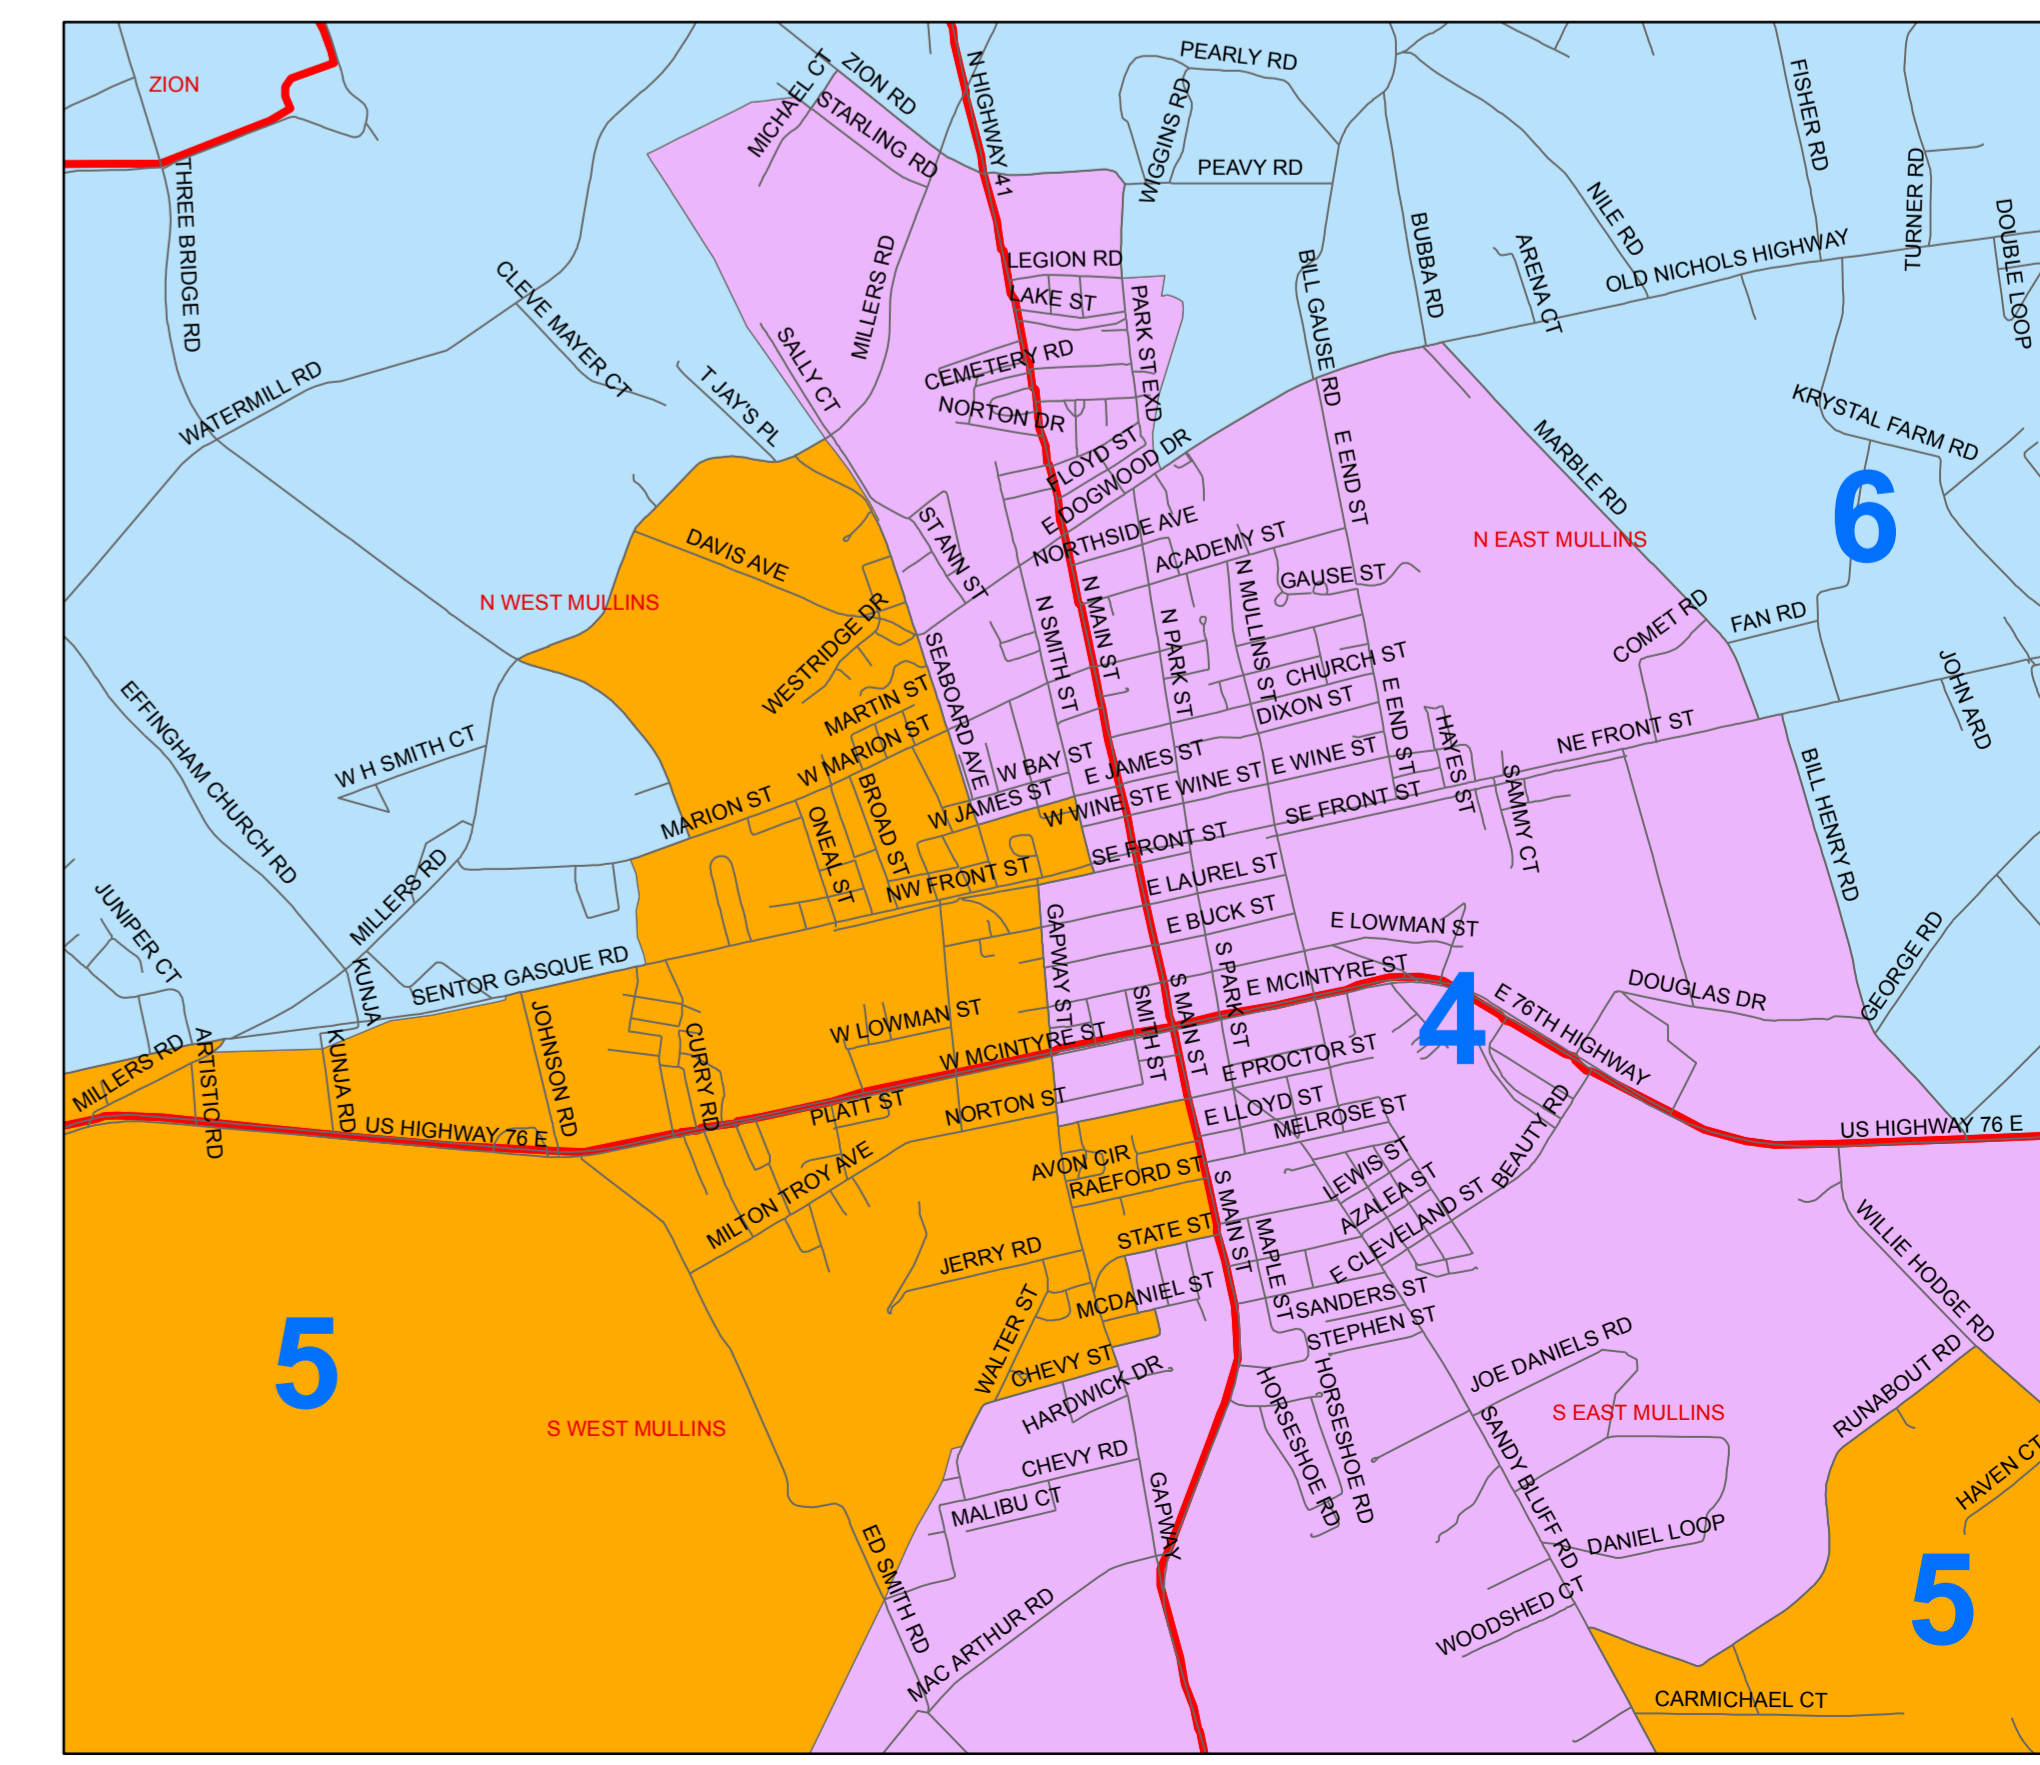 ZION
MICHAEL CT
ZION RD
STARLING RD
N HIGHWAY 41
PEARLY RD
WIGGINS RD
PEAVY RD
FISHER RD
TURNER RD
DOUBLE LOOP
NILE RD
ARENA CT
BUBBA RD
OLD NICHOLS HIGHWAY
THREE BRIDGE RD
CLEVE MAYER CT
WATERMILL RD
T JAY'S PL
SALLY CT
MILLERS RD
LEGION RD
LAKE ST
CEMETERY RD
NORTON DR
PARK ST EXD
BILL GAUSE RD
FLOYD ST
E DOGWOOD DR
E END ST
MARBLE RD
KRYSTAL FARM RD
6
N EAST MULLINS
NORTHSIDE AVE
ACADEMY ST
GAUSE ST
ST ANN ST
DAVIS AVE
N WEST MULLINS
WESTRIDGE DR
SEABOARD AVE
N SMITH ST
N MAIN ST
N PARK ST
N MULLINS ST
CHURCH ST
DIXON ST
E END ST
COMET RD
FAN RD
JOHN ARD
EFFINGHAM CHURCH RD
W H SMITH CT
MARTIN ST
W MARION ST
MARION ST
BROAD ST
ONEAL ST
W BAY ST
W JAMES ST
E JAMES ST
W WINE ST
E WINE ST
E WINE ST
HAYES ST
SAMMY CT
NE FRONT ST
SE FRONT ST
SE FRONT ST
BILL HENRY RD
NW FRONT ST
E LAUREL ST
E BUCK ST
E LOWMAN ST
JUNIPER CT
MILLERS RD
KUNJA
SENTOR GASQUE RD
GAPWAY ST
S PARK ST
E MCINTYRE ST
4
E 76TH HIGHWAY
DOUGLAS DR
GEORGE RD
MILLERS RD
ARTISTIC RD
KUNJA RD
JOHNSON RD
CURRY RD
W LOWMAN ST
W MCINTYRE ST
SMITH ST
S MAIN ST
E PROCTOR ST
US HIGHWAY 76 E
PLATT ST
NORTON ST
E LLOYD ST
MELROSE ST
BEAUTY RD
US HIGHWAY 76 E
MILTON TROY AVE
AVON CIR
RAEFORD ST
LEWIS ST
AZALEA ST
E CLEVELAND ST
S MAIN ST
MAPLE ST
STATE ST
JERRY RD
MCDANIEL ST
SANDERS ST
STEPHEN ST
WILLIE HODGE RD
WALTER ST
CHEVY ST
HARDWICK DR
JOE DANIELS RD
RUNABOUT RD
5
S WEST MULLINS
S EAST MULLINS
HORSESHOE RD
HORSESHOE RD
SANDY BLUFF RD
CHEVY RD
MALIBU CT
GAPWAY
HAVEN CT
DANIEL LOOP
ED SMITH RD
MAC ARTHUR RD
WOODSHED CT
5
CARMICHAEL CT